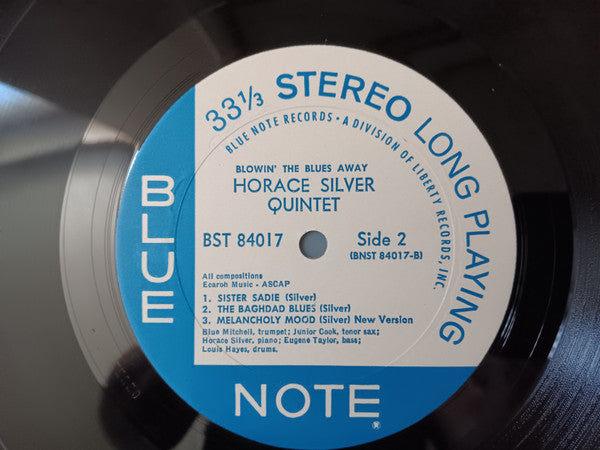 33 1/3 STEREO LONG PLAYING
BLUE NOTE RECORDS • A DIVISION OF LIBERTY RECORDS, INC.
BLOWIN' THE BLUES AWAY
HORACE SILVER
QUINTET
BST 84017
Side 2
(BNST 84017-B)
All compositions
Ecaroh Music - ASCAP
1. SISTER SADIE (Silver)
2. THE BAGHDAD BLUES (Silver)
3. MELANCHOLY MOOD (Silver) New Version
Blue Mitchell, trumpet; Junior Cook, tenor sax;
Horace Silver, piano; Eugene Taylor, bass;
Louis Hayes, drums.
BLUE
NOTE
®